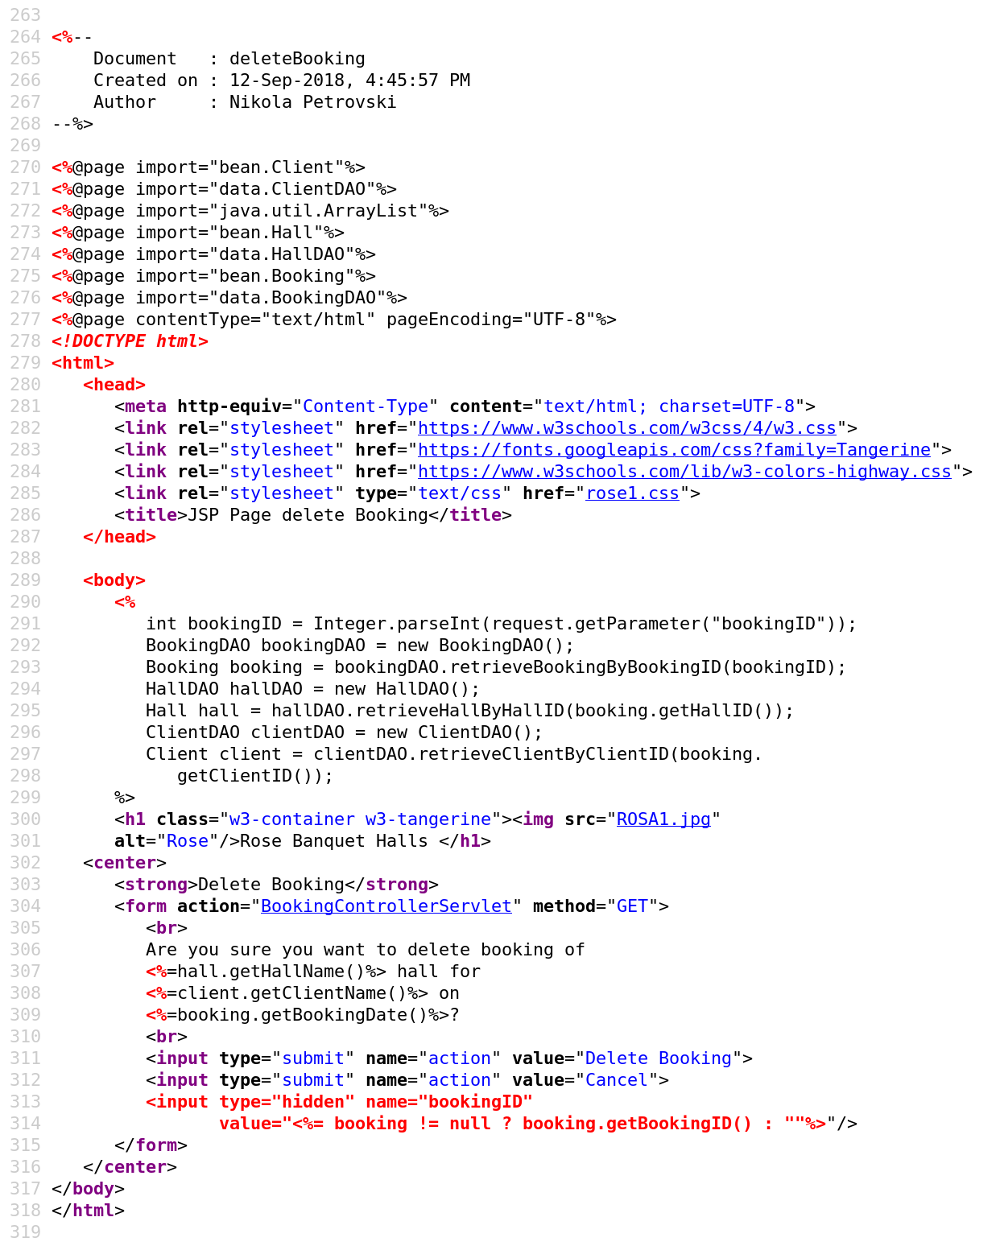 263
264 <%--
265     Document   : deleteBooking
266     Created on : 12-Sep-2018, 4:45:57 PM
267     Author     : Nikola Petrovski
268 --%>
269
270 <%@page import="bean.Client"%>
271 <%@page import="data.ClientDAO"%>
272 <%@page import="java.util.ArrayList"%>
273 <%@page import="bean.Hall"%>
274 <%@page import="data.HallDAO"%>
275 <%@page import="bean.Booking"%>
276 <%@page import="data.BookingDAO"%>
277 <%@page contentType="text/html" pageEncoding="UTF-8"%>
278 <!DOCTYPE html>
279 <html>
280    <head>
281       <meta http-equiv="Content-Type" content="text/html; charset=UTF-8">
282       <link rel="stylesheet" href="https://www.w3schools.com/w3css/4/w3.css">
283       <link rel="stylesheet" href="https://fonts.googleapis.com/css?family=Tangerine">
284       <link rel="stylesheet" href="https://www.w3schools.com/lib/w3-colors-highway.css">
285       <link rel="stylesheet" type="text/css" href="rose1.css">
286       <title>JSP Page delete Booking</title>
287    </head>
288
289    <body>
290       <%
291          int bookingID = Integer.parseInt(request.getParameter("bookingID"));
292          BookingDAO bookingDAO = new BookingDAO();
293          Booking booking = bookingDAO.retrieveBookingByBookingID(bookingID);
294          HallDAO hallDAO = new HallDAO();
295          Hall hall = hallDAO.retrieveHallByHallID(booking.getHallID());
296          ClientDAO clientDAO = new ClientDAO();
297          Client client = clientDAO.retrieveClientByClientID(booking.
298             getClientID());
299       %>
300       <h1 class="w3-container w3-tangerine"><img src="ROSA1.jpg"
301       alt="Rose"/>Rose Banquet Halls </h1>
302    <center>
303       <strong>Delete Booking</strong>
304       <form action="BookingControllerServlet" method="GET">
305          <br>
306          Are you sure you want to delete booking of
307          <%=hall.getHallName()%> hall for
308          <%=client.getClientName()%> on
309          <%=booking.getBookingDate()%>?
310          <br>
311          <input type="submit" name="action" value="Delete Booking">
312          <input type="submit" name="action" value="Cancel">
313          <input type="hidden" name="bookingID"
314                 value="<%= booking != null ? booking.getBookingID() : ""%>"/>
315       </form>
316    </center>
317 </body>
318 </html>
319